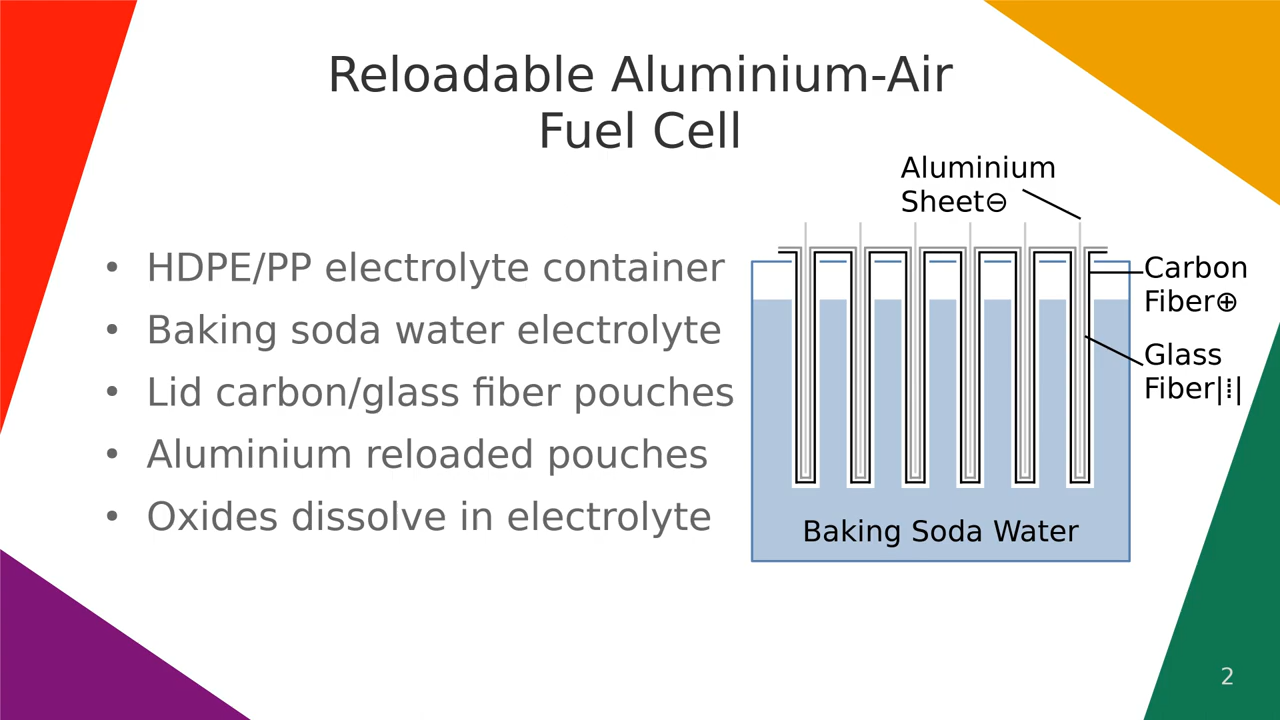 Reloadable Aluminium-Air
Fuel Cell
• HDPE/PP electrolyte container
• Baking soda water electrolyte
• Lid carbon/glass fiber pouches
• Aluminium reloaded pouches
• Oxides dissolve in electrolyte
Aluminium
Sheet⊖
Carbon
Fiber⊕
Glass
Fiber|⁞|
Baking Soda Water
2